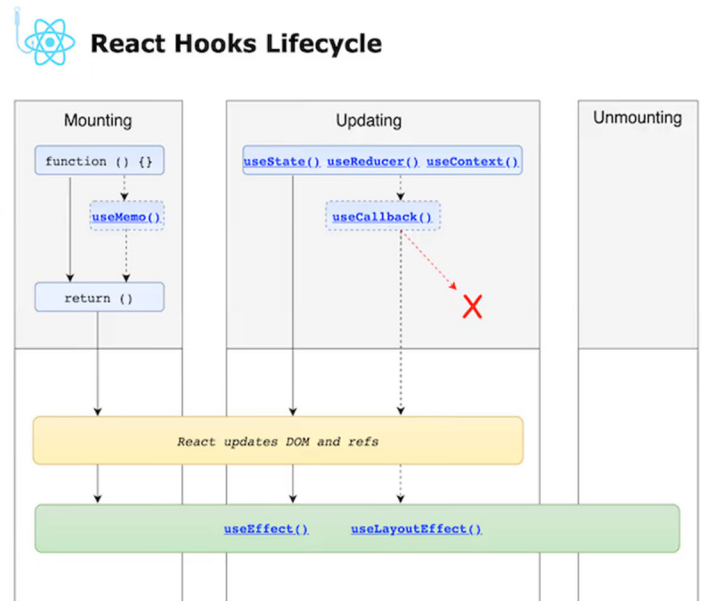 React Hooks Lifecycle
Mounting
Updating
Unmounting
function () {}
useState() useReducer() useContext()
useMemo()
useCallback()
X
return ()
React updates DOM and refs
useEffect() useLayoutEffect()